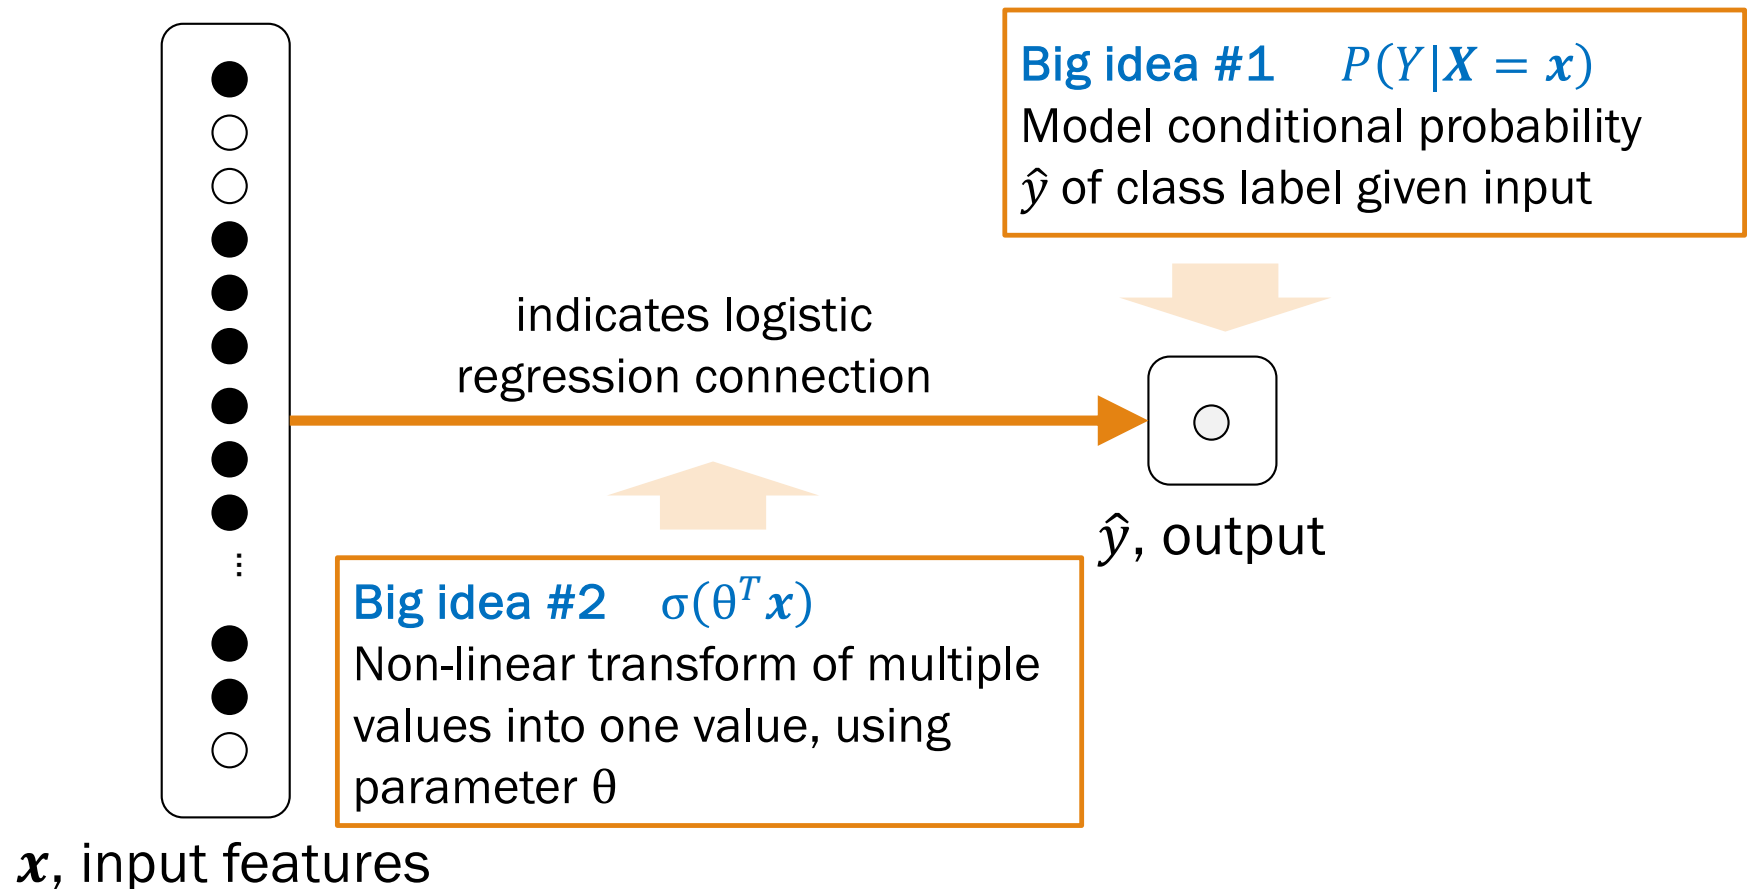 Big idea #1 P(Y|X = x)
Model conditional probability
ŷ of class label given input
indicates logistic
regression connection
ŷ, output
...
Big idea #2 σ(θᵀx)
Non-linear transform of multiple
values into one value, using
parameter θ
x, input features